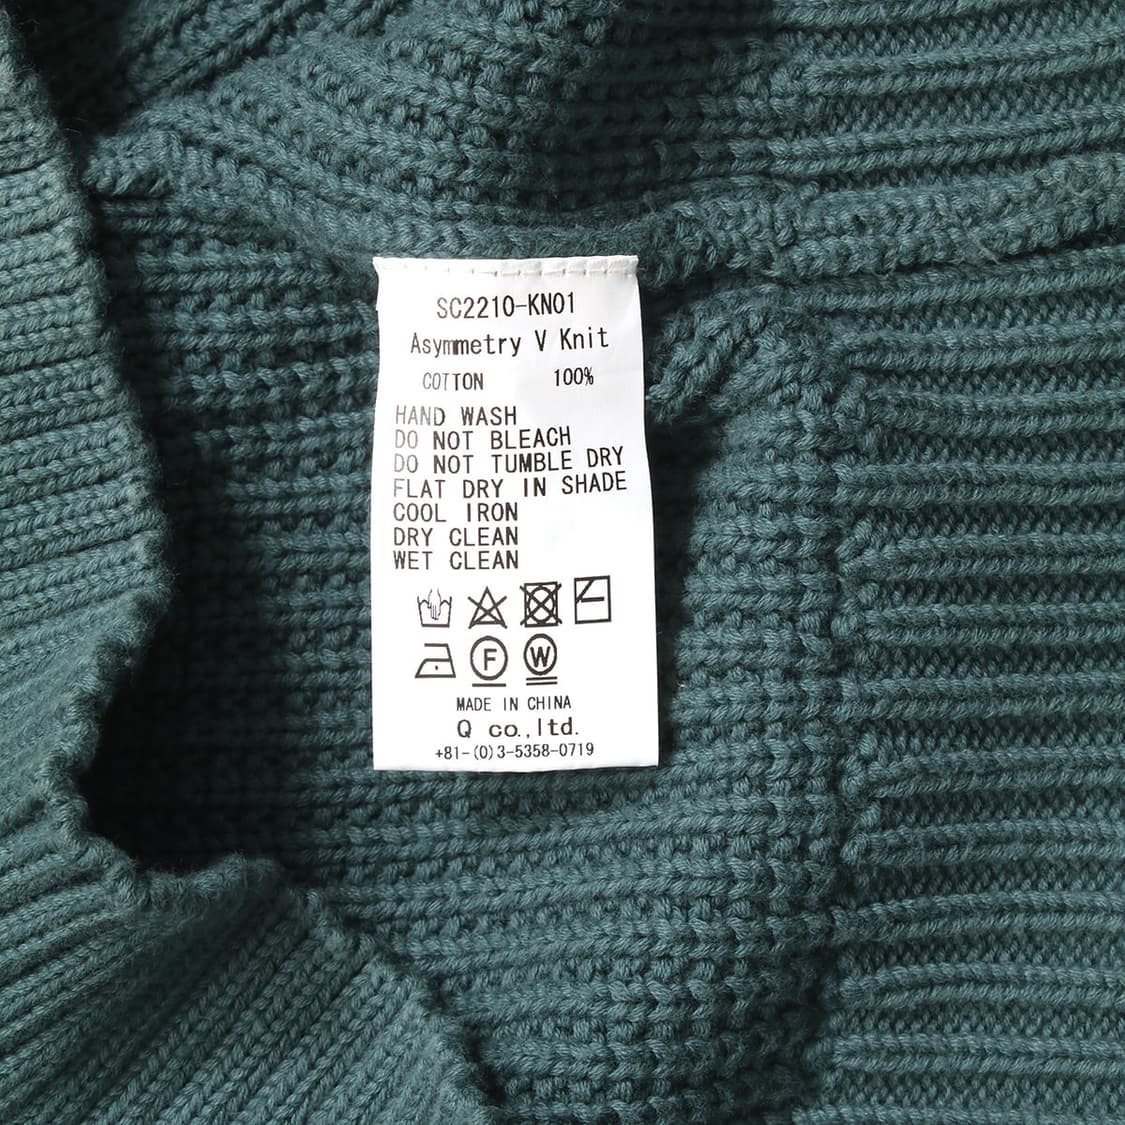 SC2210-KN01
Asymmetry V Knit
COTTON 100%
HAND WASH
DO NOT BLEACH
DO NOT TUMBLE DRY
FLAT DRY IN SHADE
COOL IRON
DRY CLEAN
WET CLEAN
F W
MADE IN CHINA
Q co.,ltd.
+81-(0)3-5358-0719